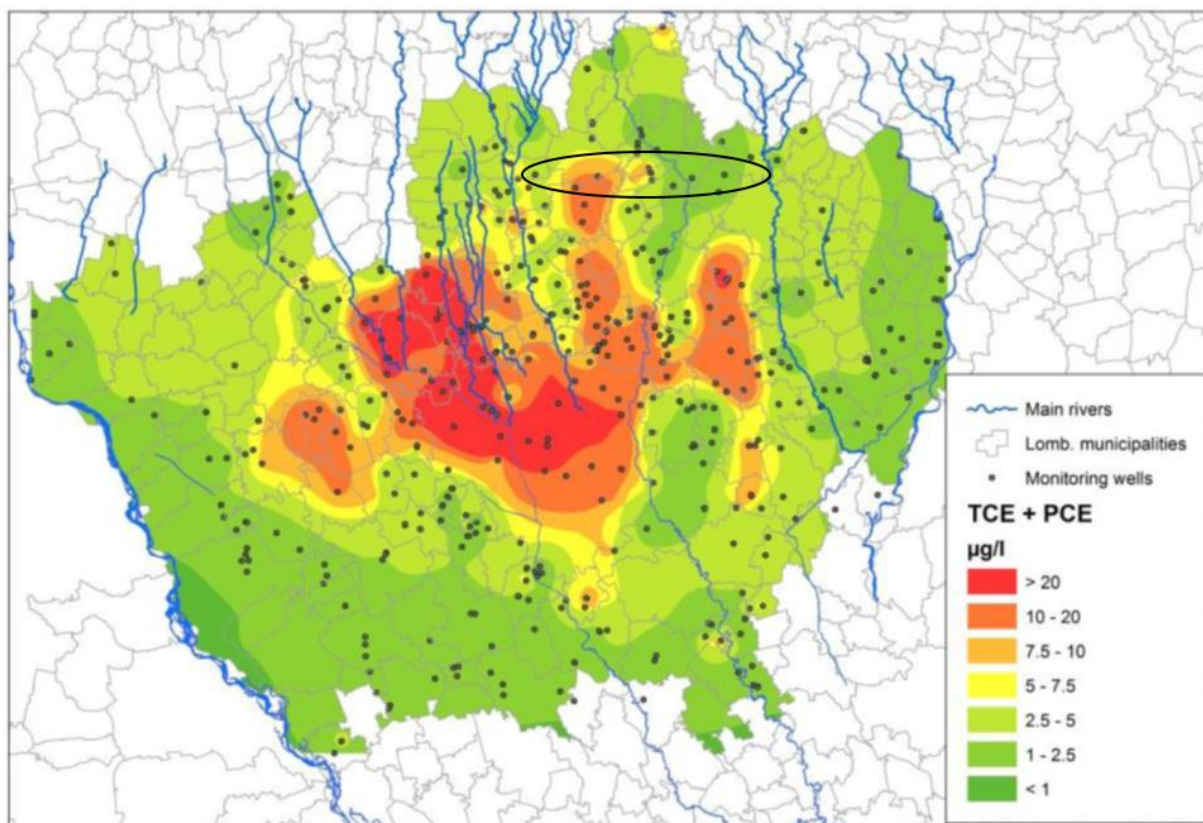 Main rivers
Lomb. municipalities
Monitoring wells
TCE + PCE
µg/l
> 20
10 - 20
7.5 - 10
5 - 7.5
2.5 - 5
1 - 2.5
< 1